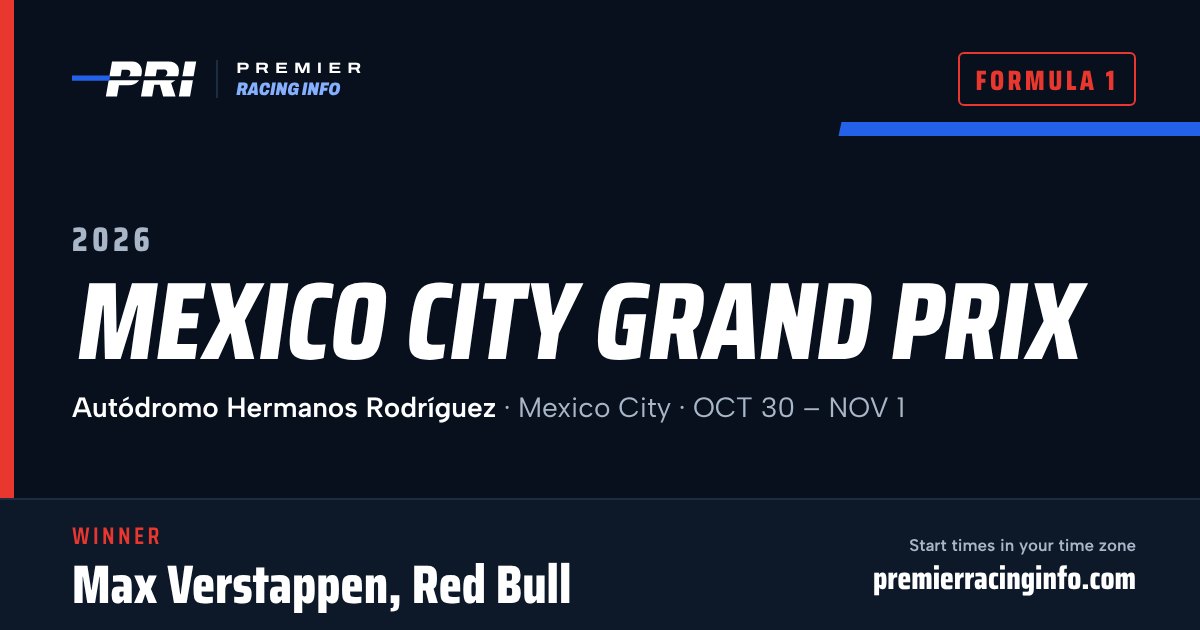 PRI
PREMIER
RACING INFO
FORMULA 1
2026
MEXICO CITY GRAND PRIX
Autódromo Hermanos Rodríguez · Mexico City · OCT 30 – NOV 1
WINNER
Max Verstappen, Red Bull
Start times in your time zone
premierracinginfo.com